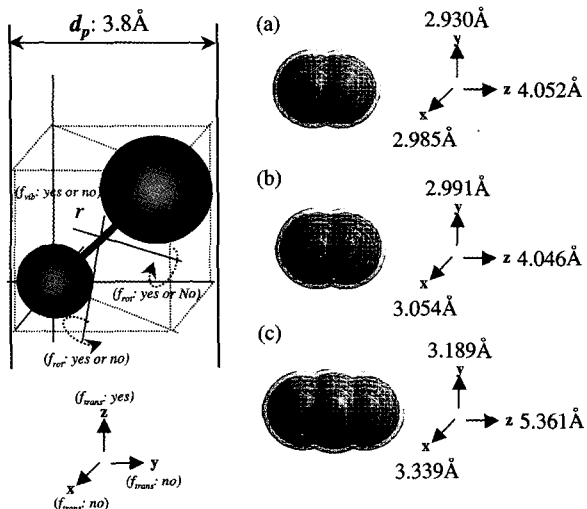 d_p: 3.8Å
(f_vib: yes or no)
r
(f_rot: yes or No)
(f_rot: yes or no)
(f_trans: yes)
z
y
(f_trans: no)
x
(f_trans: no)
(a)
2.930Å
y
z 4.052Å
x
2.985Å
(b)
2.991Å
y
z 4.046Å
x
3.054Å
(c)
3.189Å
y
z 5.361Å
x
3.339Å